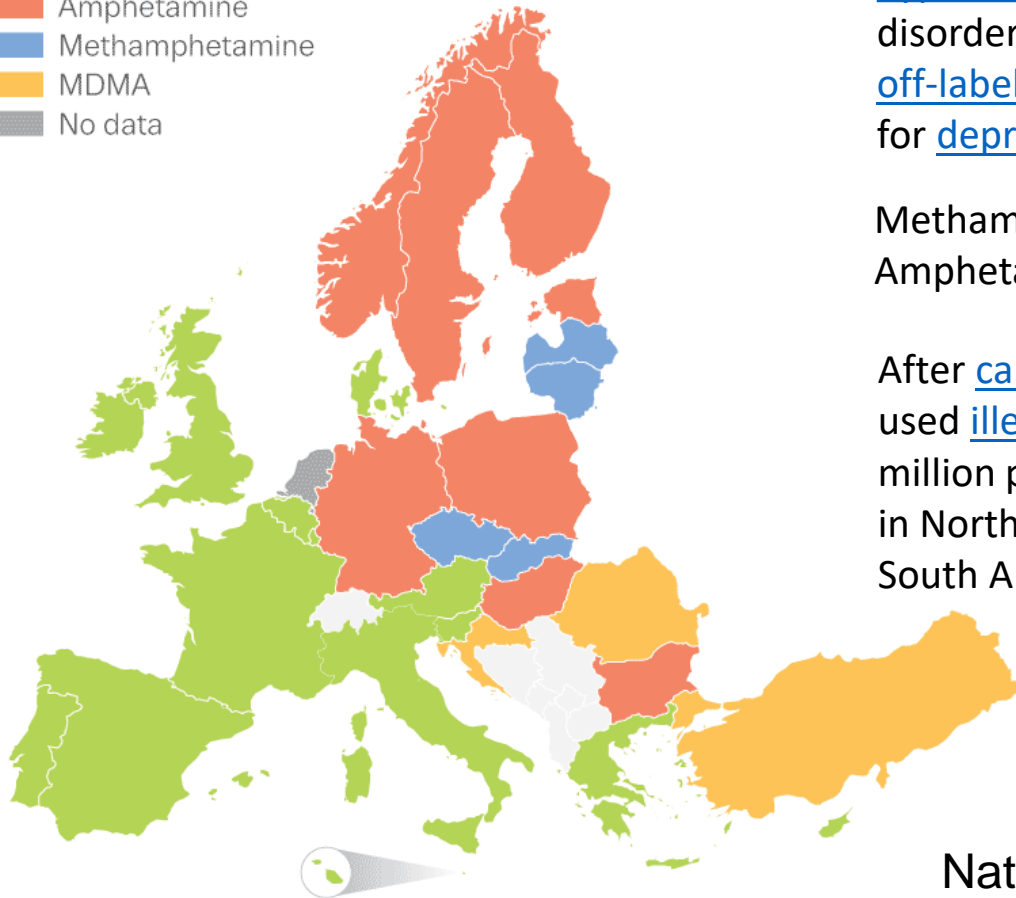 Amphetamine
Methamphetamine
MDMA
No data
disorder
off-label
for depr
Metham
Ampheta
After ca
used ille
million p
in North
South A
Nat